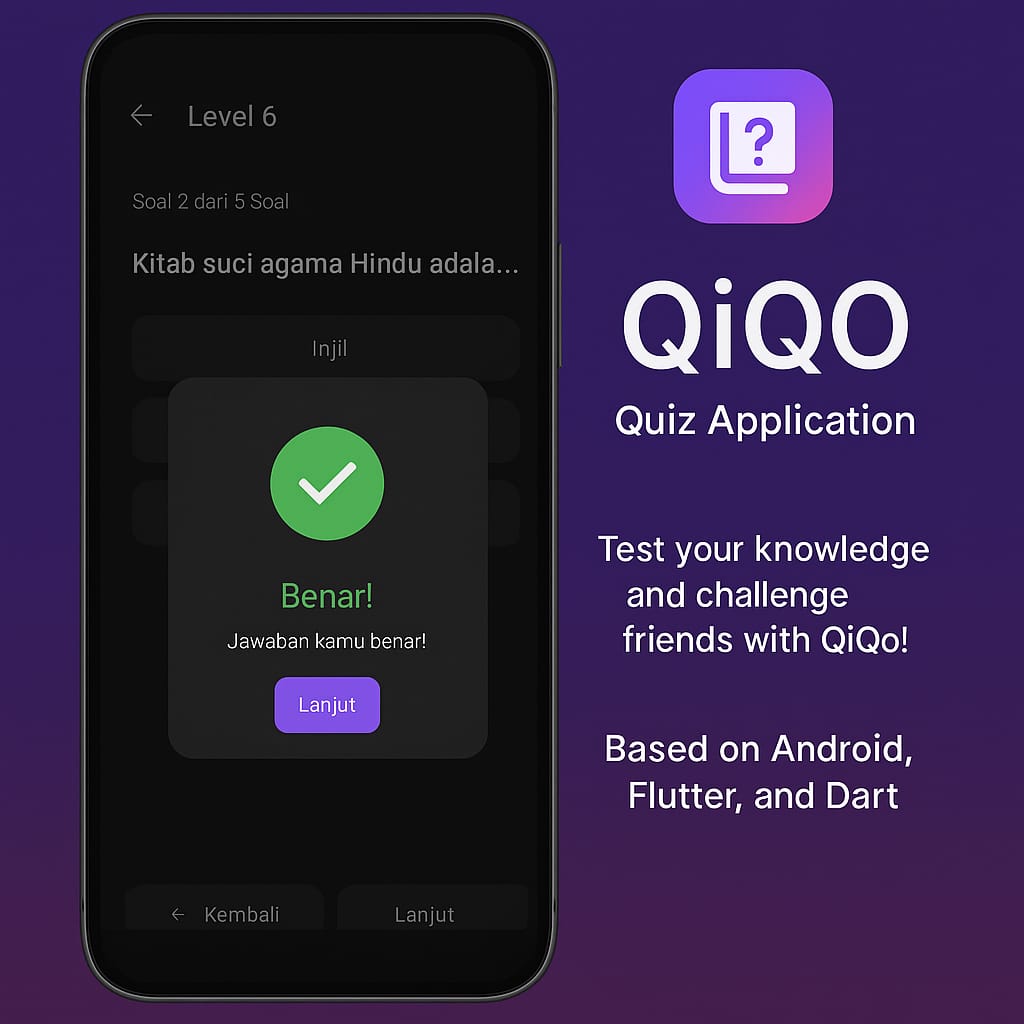 Level 6
Soal 2 dari 5 Soal
Kitab suci agama Hindu adala...
Injil
Benar!
Jawaban kamu benar!
Lanjut
Kembali
Lanjut
?
QiQO
Quiz Application
Test your knowledge
and challenge
friends with QiQo!
Based on Android,
Flutter, and Dart